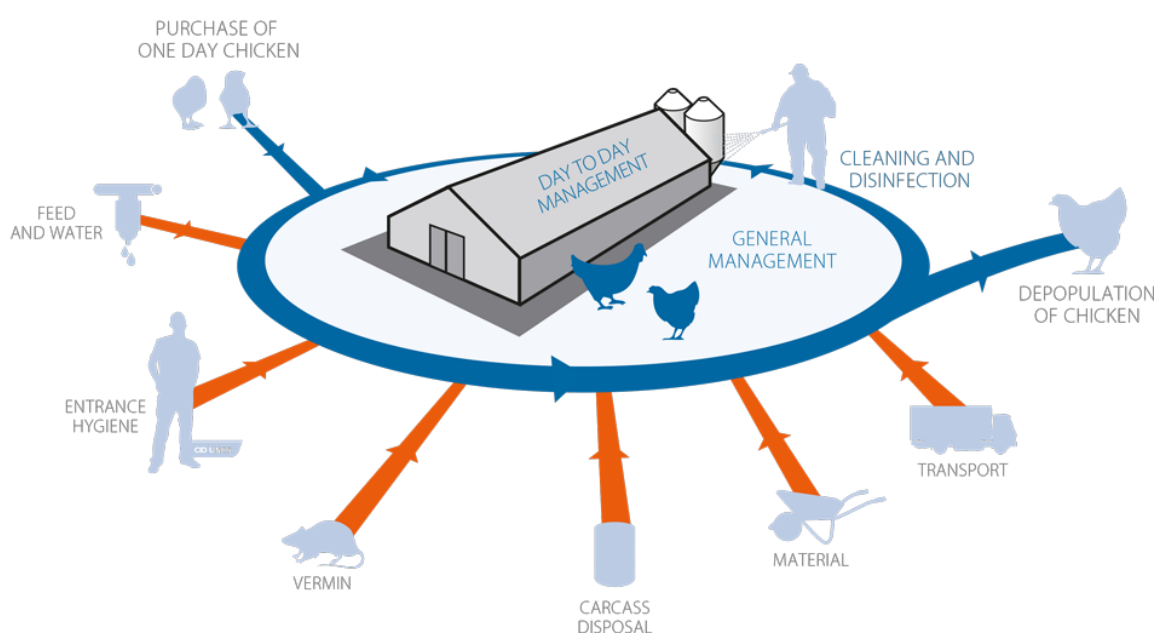 PURCHASE OF
ONE DAY CHICKEN
DAY TO DAY
MANAGEMENT
CLEANING AND
DISINFECTION
FEED
AND WATER
GENERAL
MANAGEMENT
DEPOPULATION
OF CHICKEN
ENTRANCE
HYGIENE
TRANSPORT
VERMIN
MATERIAL
CARCASS
DISPOSAL